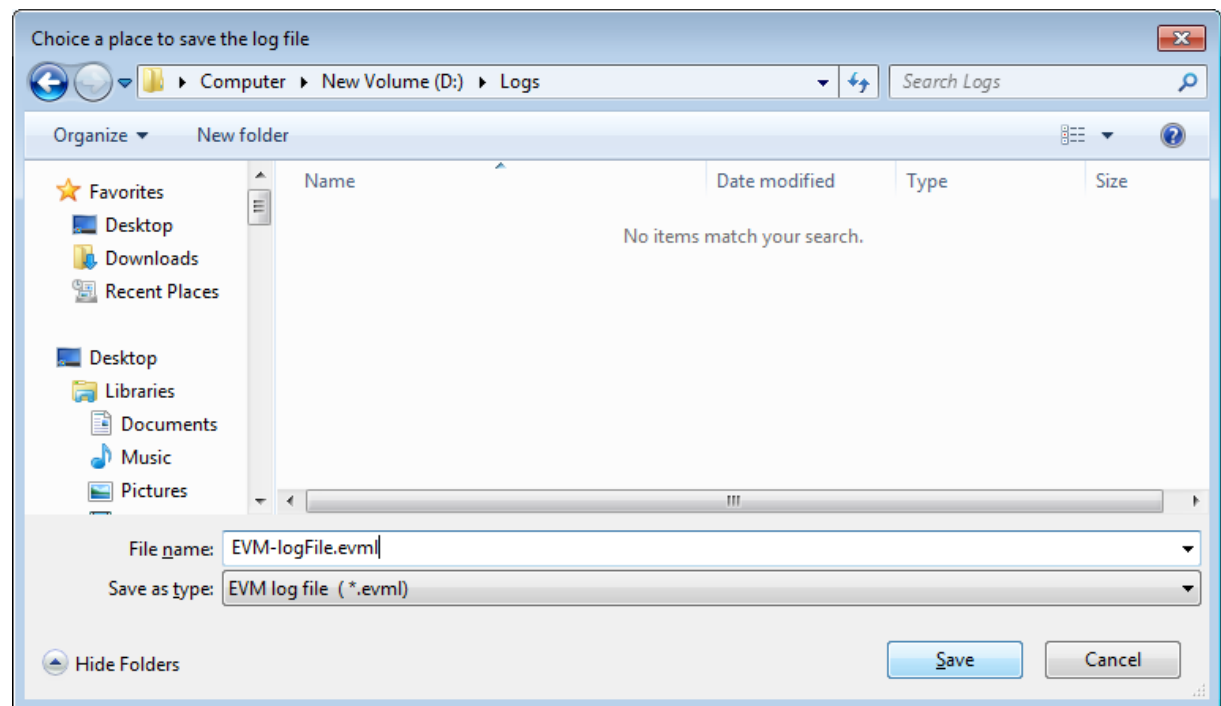 Choice a place to save the log file
Computer New Volume (D:) Logs Search Logs
Organize New folder
Name Date modified Type Size
No items match your search.
Favorites
Desktop
Downloads
Recent Places
Desktop
Libraries
Documents
Music
Pictures
File name: EVM-logFile.evml
Save as type: EVM log file ( *.evml)
Hide Folders Save Cancel